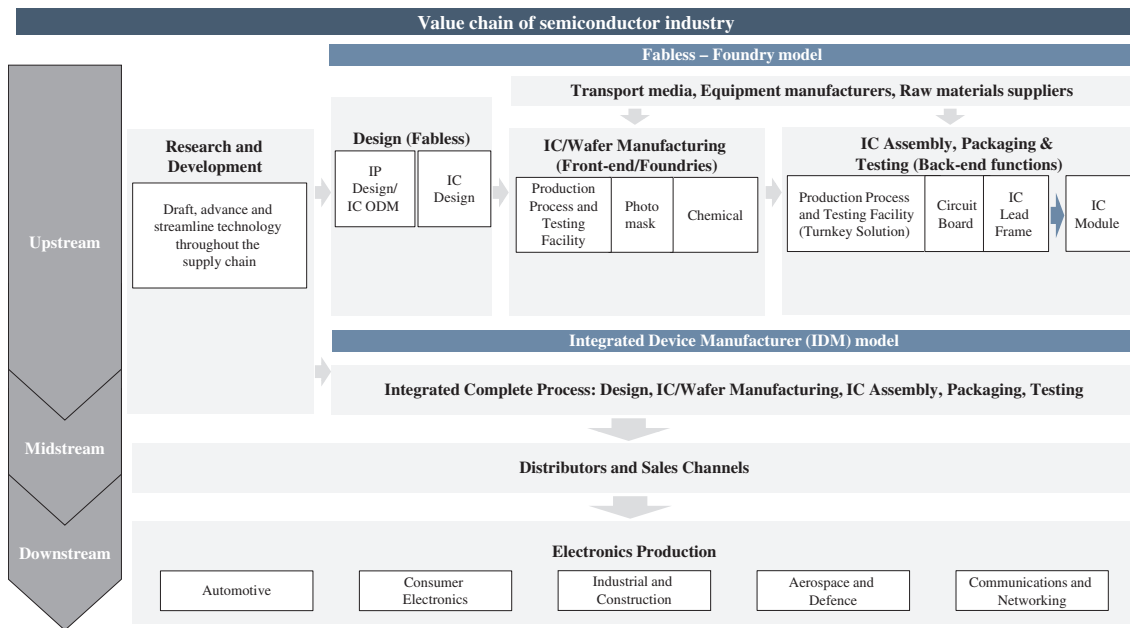 Value chain of semiconductor industry
Fabless – Foundry model
Transport media, Equipment manufacturers, Raw materials suppliers
Upstream
Research and
Development
Draft, advance and
streamline technology
throughout the
supply chain
Design (Fabless)
IP
Design/
IC ODM
IC
Design
IC/Wafer Manufacturing
(Front-end/Foundries)
Production
Process and
Testing
Facility
Photo
mask
Chemical
IC Assembly, Packaging &
Testing (Back-end functions)
Production Process
and Testing Facility
(Turnkey Solution)
Circuit
Board
IC
Lead
Frame
IC
Module
Integrated Device Manufacturer (IDM) model
Integrated Complete Process: Design, IC/Wafer Manufacturing, IC Assembly, Packaging, Testing
Midstream
Distributors and Sales Channels
Downstream
Electronics Production
Automotive
Consumer
Electronics
Industrial and
Construction
Aerospace and
Defence
Communications and
Networking